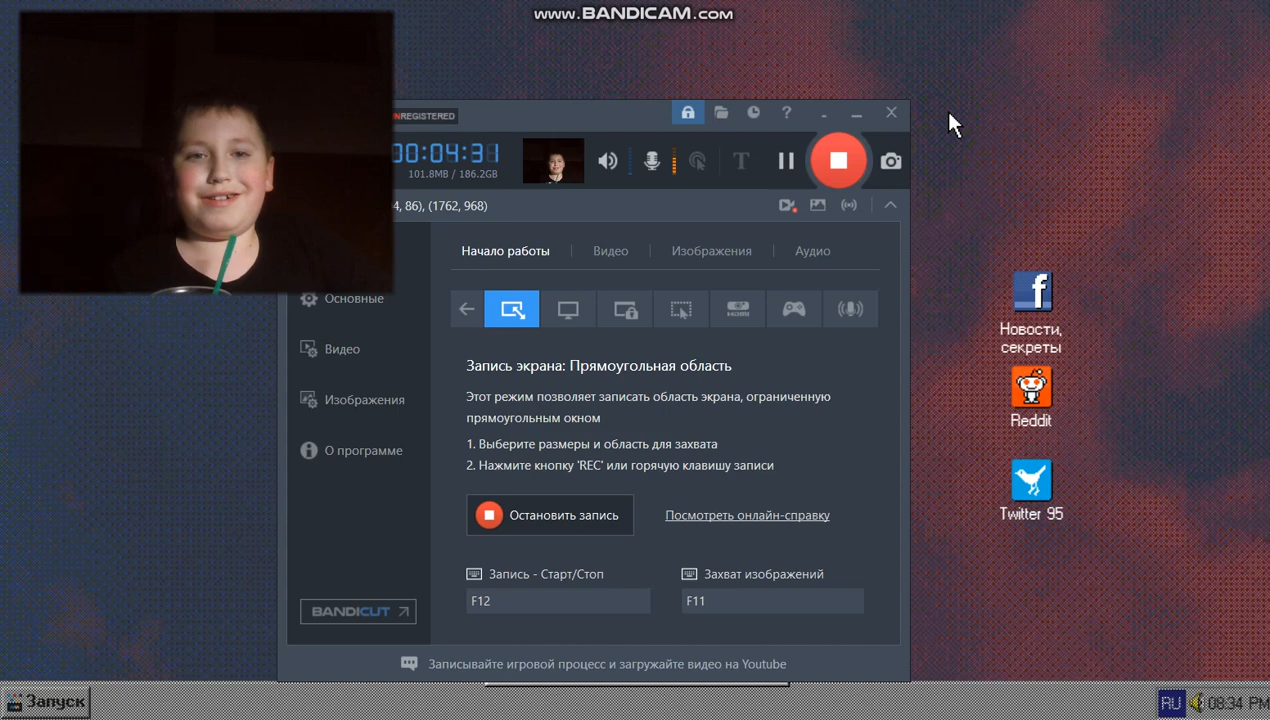 www.BANDICAM.com
NREGISTERED
00:04:31
101.8MB / 186.2GB
4, 86), (1762, 968)
Начало работы
Видео
Изображения
Аудио
HDMI
Основные
Видео
Изображения
О программе
Запись экрана: Прямоугольная область
Этот режим позволяет записать область экрана, ограниченную
прямоугольным окном
1. Выберите размеры и область для захвата
2. Нажмите кнопку 'REC' или горячую клавишу записи
Остановить запись
Посмотреть онлайн-справку
Запись - Старт/Стоп
Захват изображений
F12
F11
BANDICUT
Записывайте игровой процесс и загружайте видео на Youtube
Новости,
секреты
Reddit
Twitter 95
Запуск
RU
08:34 PM